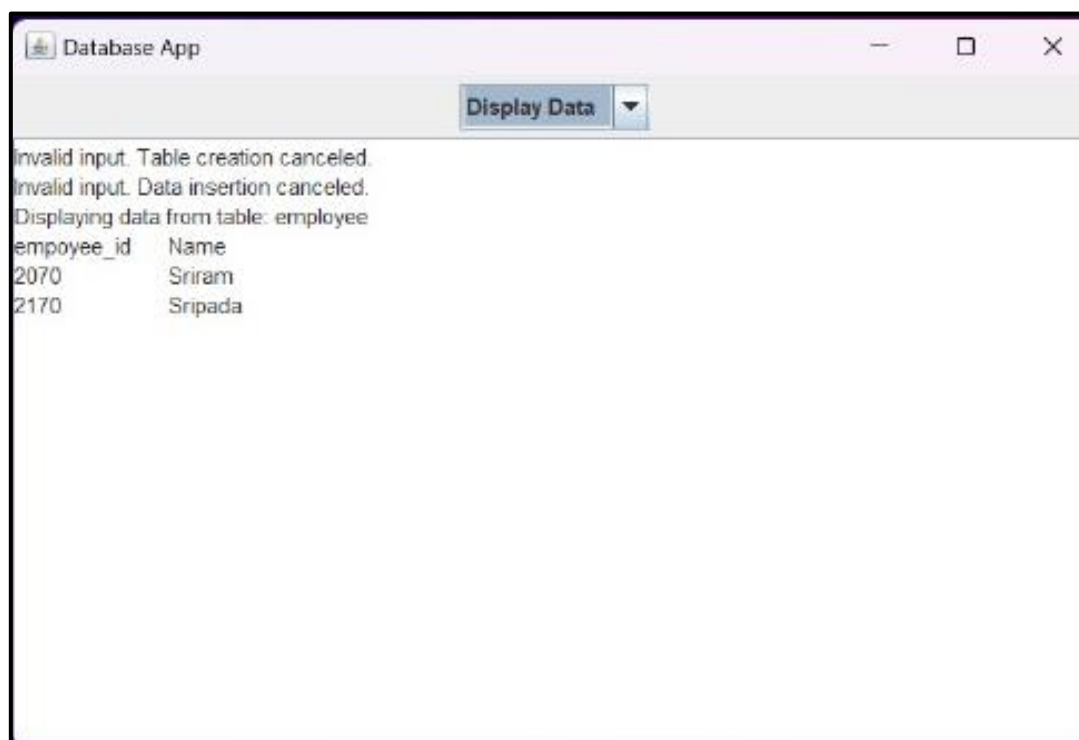 Database App
Display Data
Invalid input. Table creation canceled.
Invalid input. Data insertion canceled.
Displaying data from table: employee
empoyee_id Name
2070 Sriram
2170 Sripada